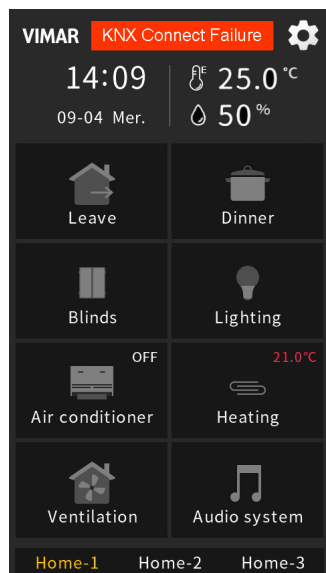 VIMAR KNX Connect Failure
14:09 E 25.0 °C
09-04 Mer. 50 %
Leave Dinner
Blinds Lighting
OFF 21.0°C
Air conditioner Heating
Ventilation Audio system
Home-1 Home-2 Home-3